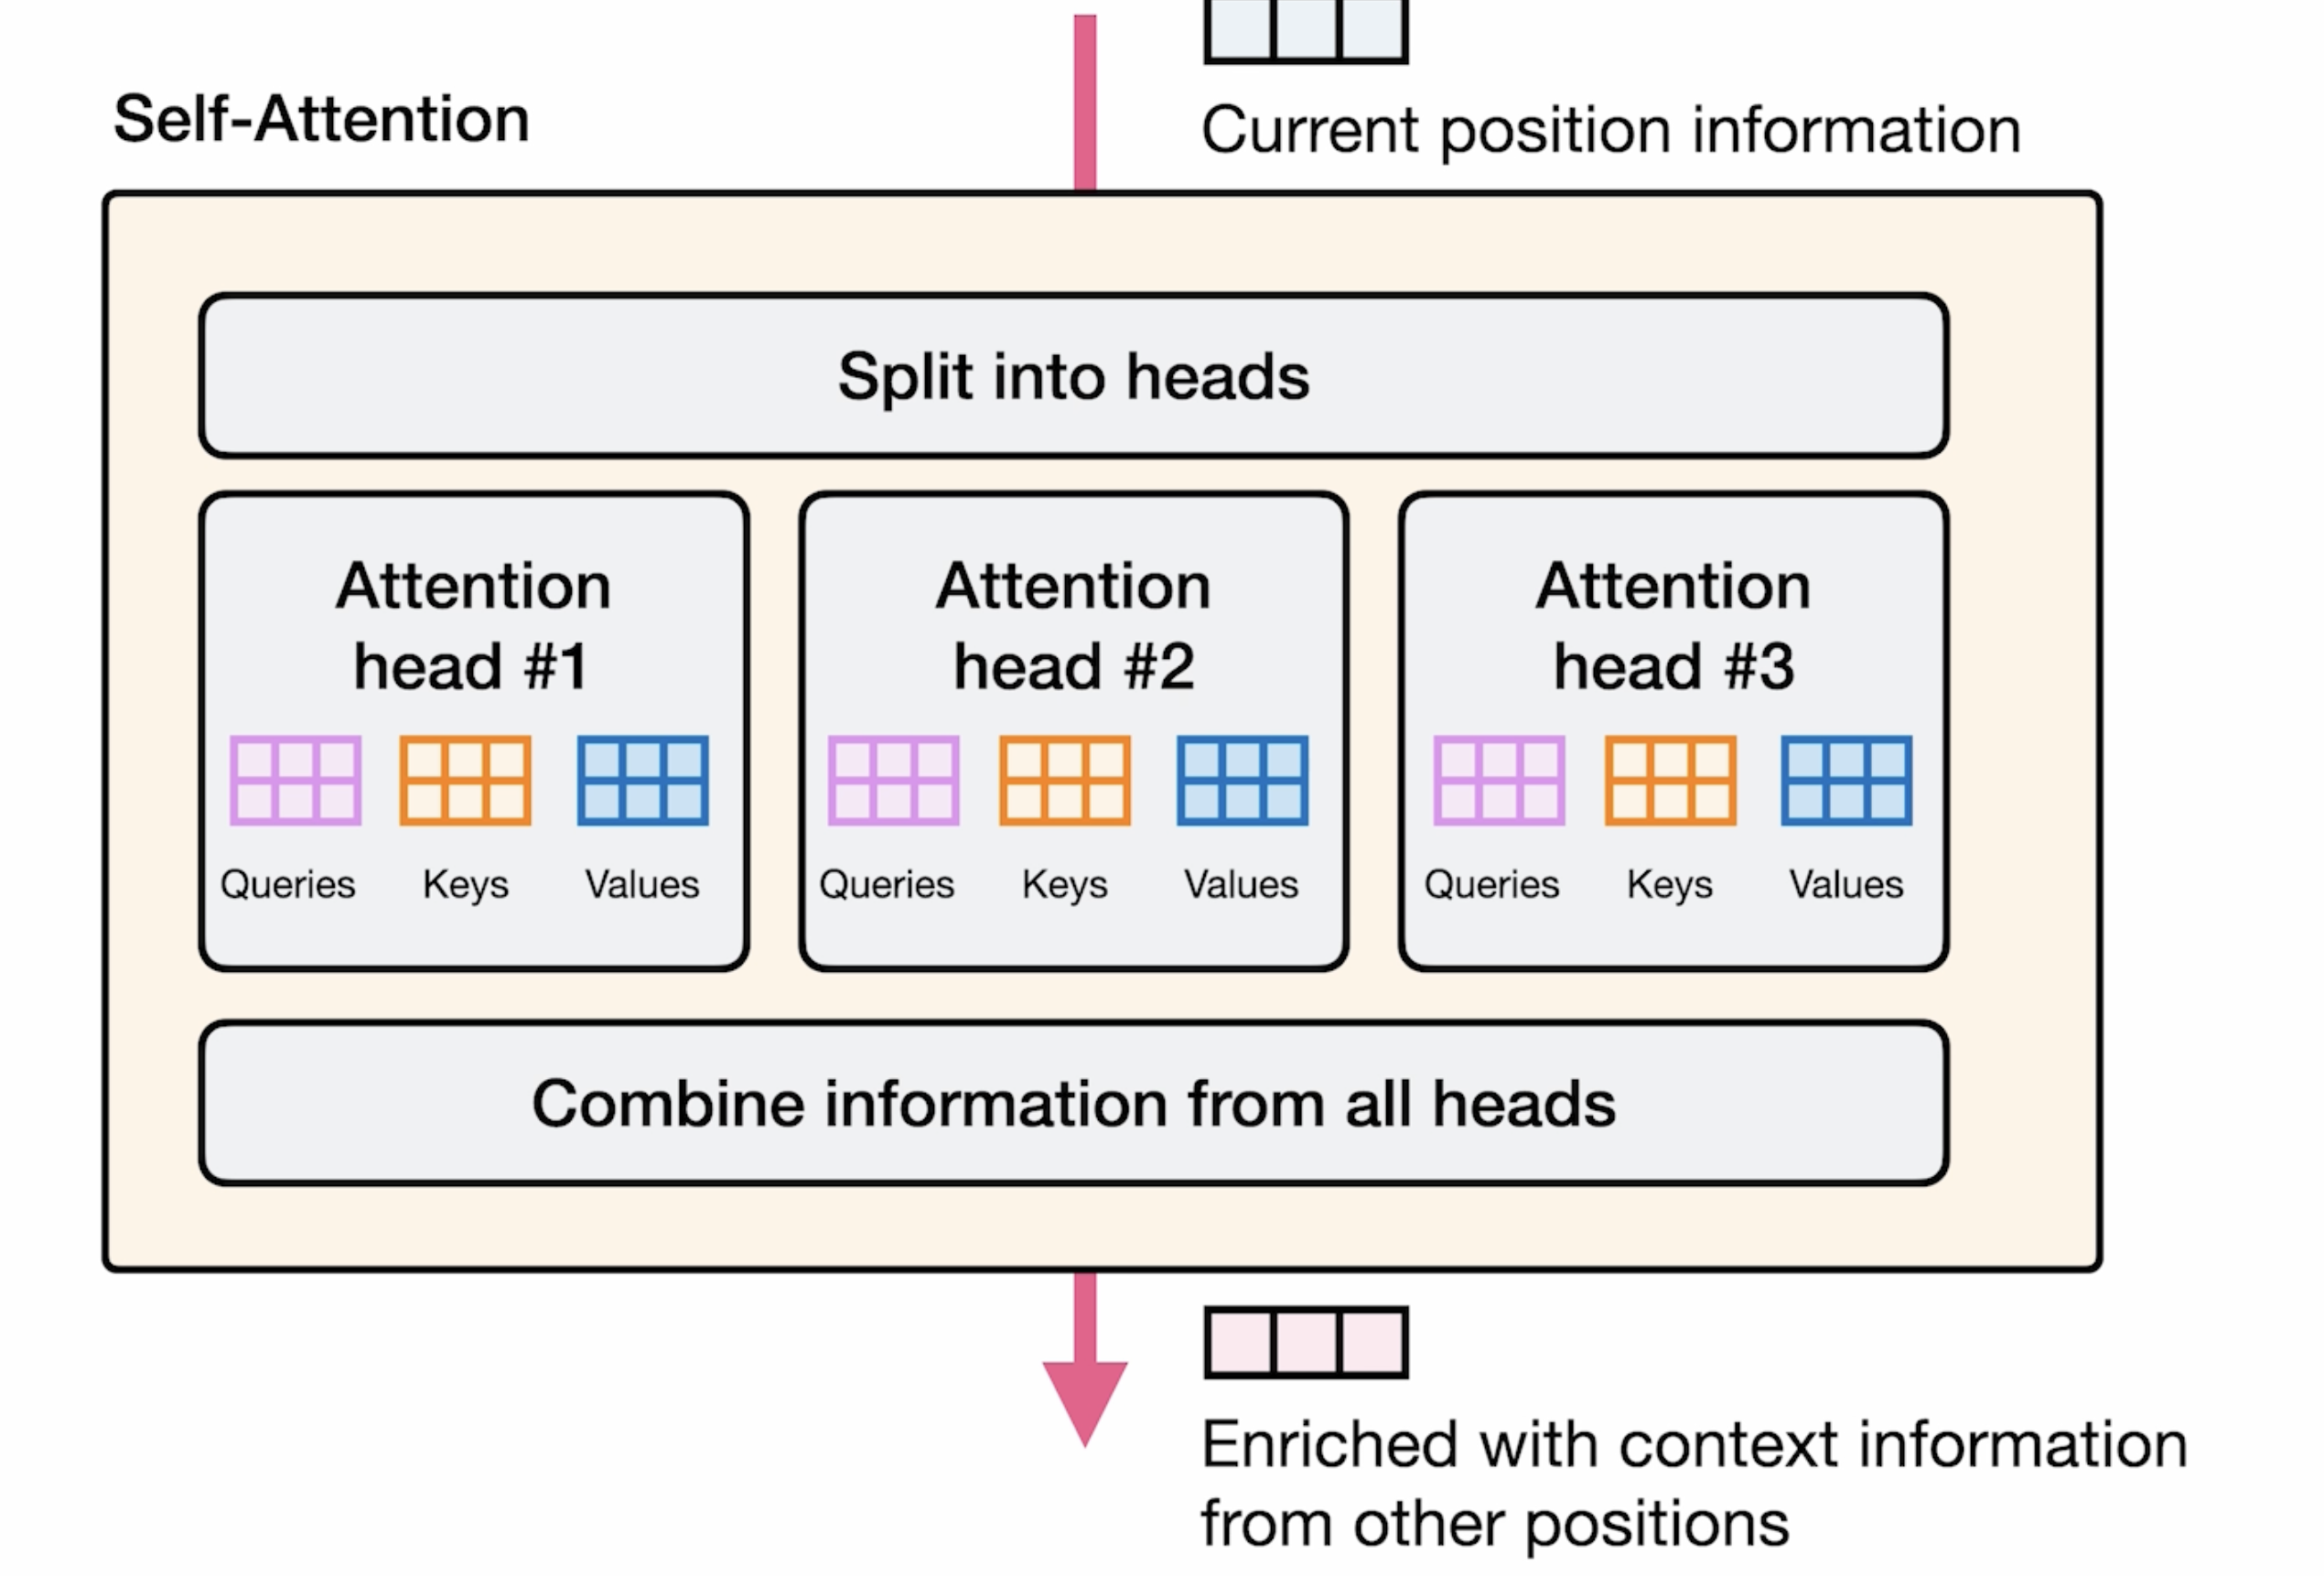 Self-Attention
Current position information
Split into heads
Attention
head #1
Queries Keys Values
Attention
head #2
Queries Keys Values
Attention
head #3
Queries Keys Values
Combine information from all heads
Enriched with context information
from other positions